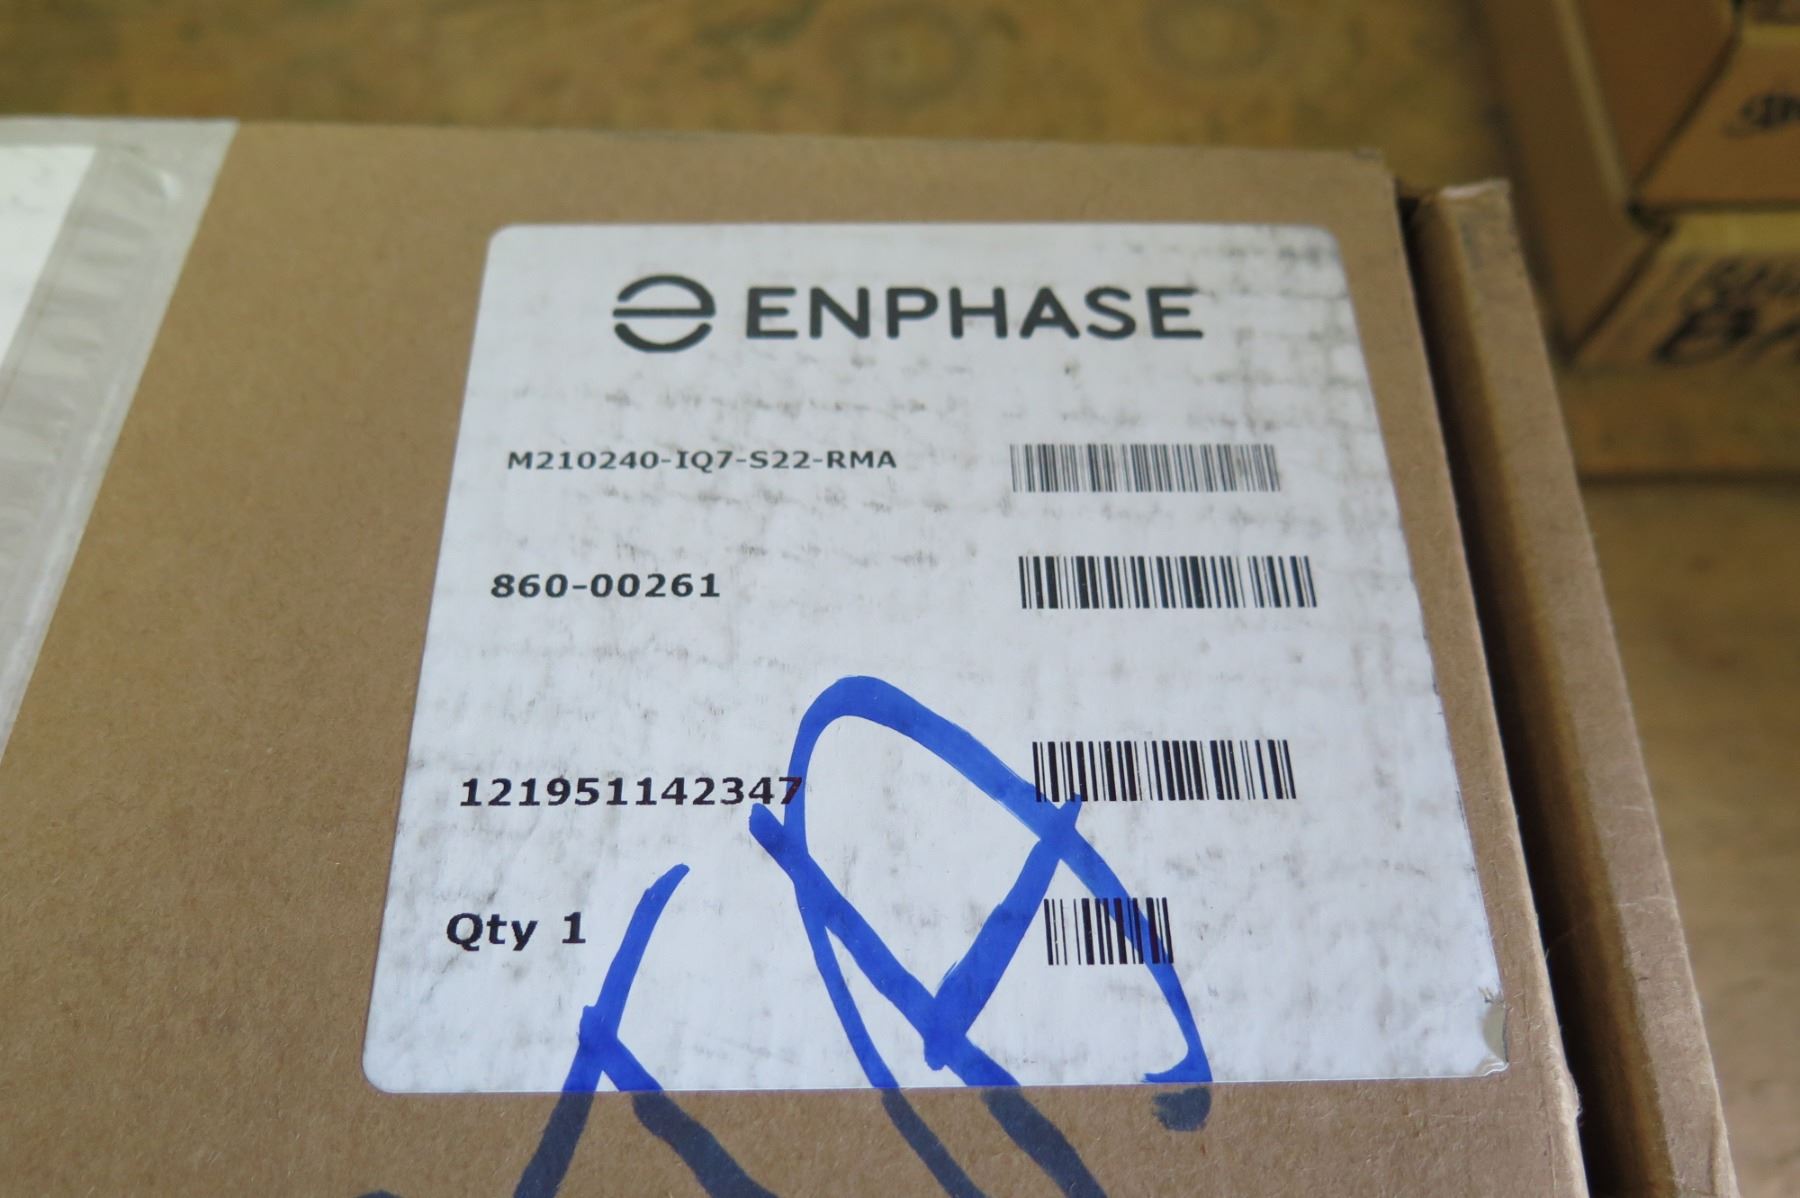 ENPHASE
M210240-IQ7-S22-RMA
860-00261
121951142347
Qty 1